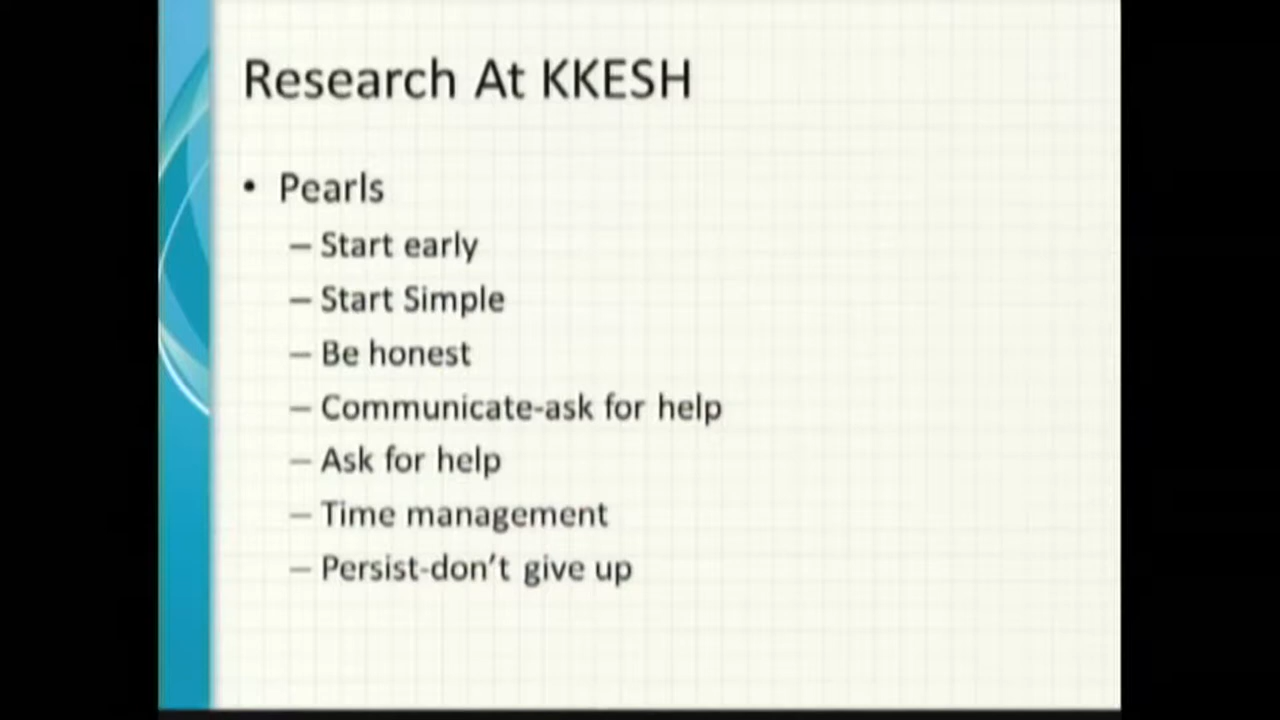 Research At KKESH
• Pearls
– Start early
– Start Simple
– Be honest
– Communicate-ask for help
– Ask for help
– Time management
– Persist-don’t give up